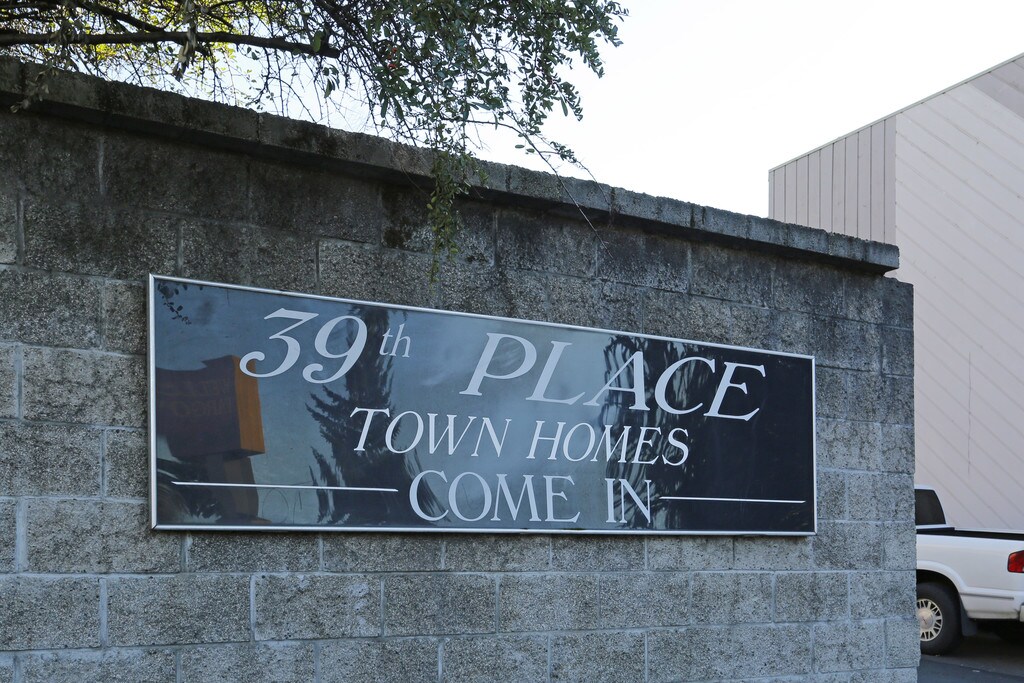 39th PLACE
TOWN HOMES
COME IN